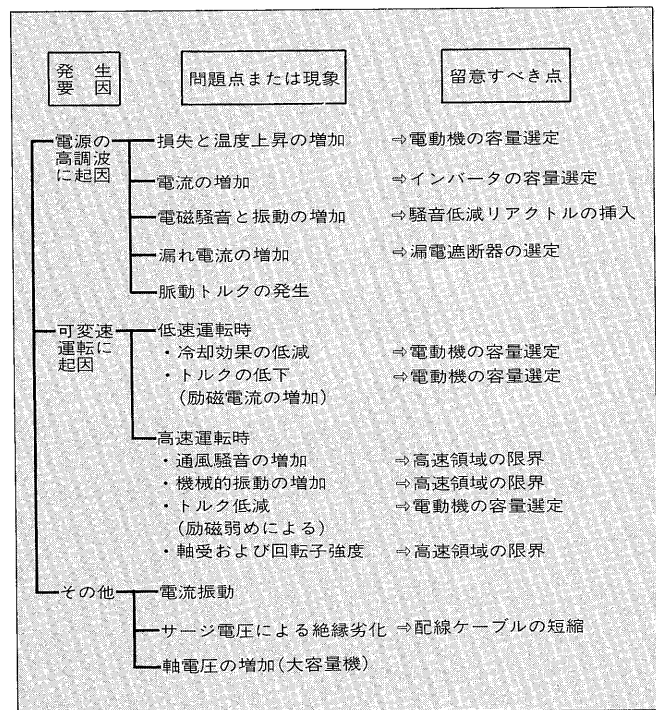 発生要因 問題点または現象 留意すべき点
電源の高調波に起因
損失と温度上昇の増加 ⇨電動機の容量選定
電流の増加 ⇨インバータの容量選定
電磁騒音と振動の増加 ⇨騒音低減リアクトルの挿入
漏れ電流の増加 ⇨漏電遮断器の選定
脈動トルクの発生
可変速運転に起因
低速運転時
・冷却効果の低減 ⇨電動機の容量選定
・トルクの低下 ⇨電動機の容量選定
(励磁電流の増加)
高速運転時
・通風騒音の増加 ⇨高速領域の限界
・機械的振動の増加 ⇨高速領域の限界
・トルク低減 ⇨電動機の容量選定
(励磁弱めによる)
・軸受および回転子強度 ⇨高速領域の限界
その他
電流振動
サージ電圧による絶縁劣化 ⇨配線ケーブルの短縮
軸電圧の増加(大容量機)